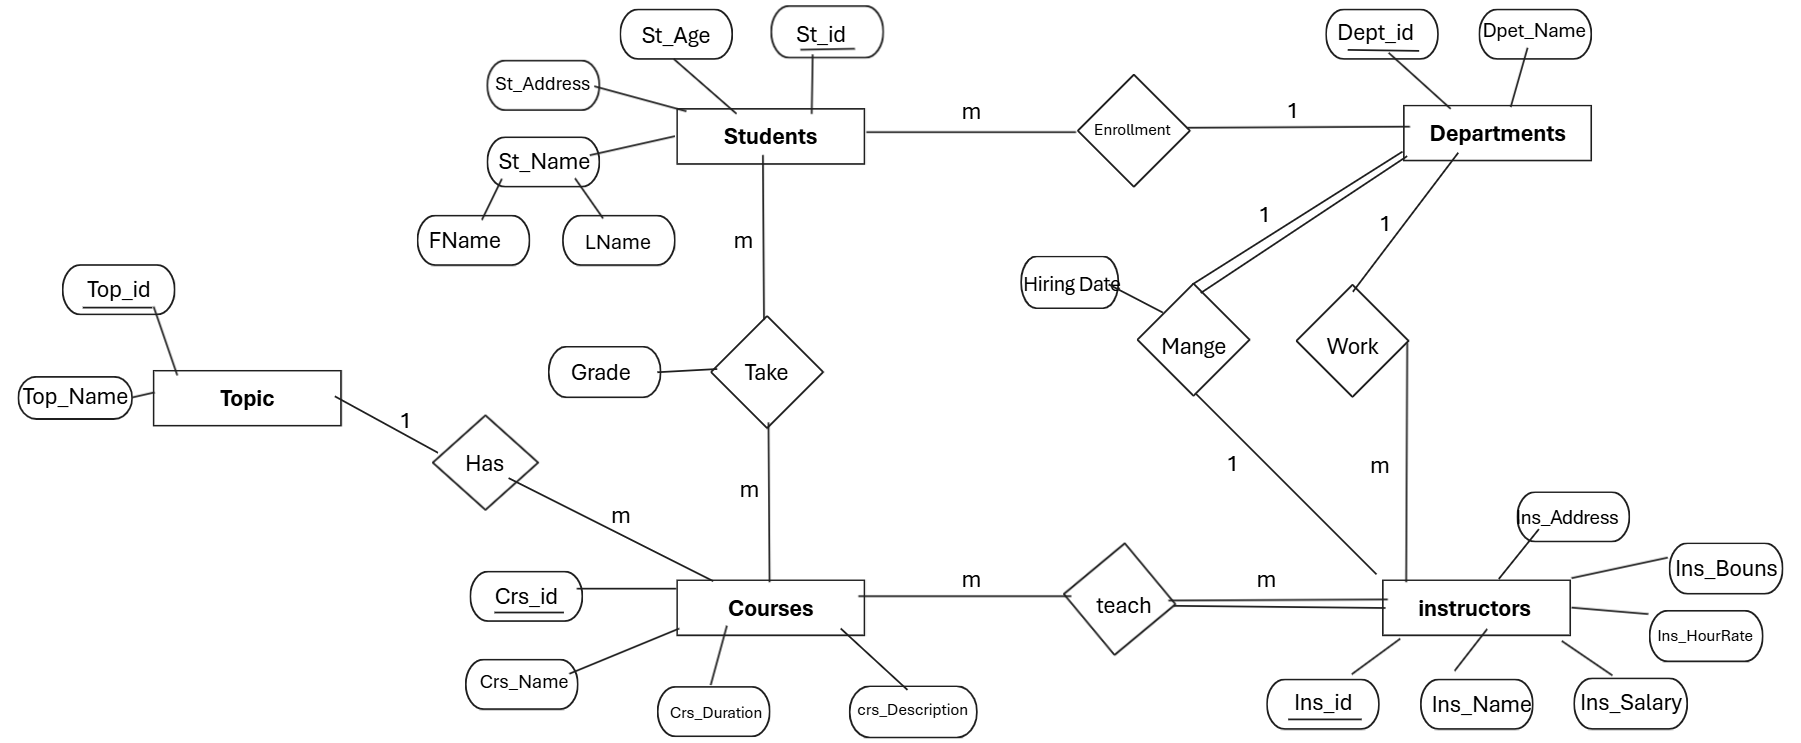 St_Age
St_id
Dept_id
Dpet_Name
St_Address
Students
m
Enrollment
1
Departments
St_Name
FName
LName
m
1
1
Top_id
Hiring Date
Mange
Work
Grade
Take
Top_Name
Topic
1
Has
m
1
m
m
Ins_Address
Ins_Bouns
Crs_id
Courses
m
teach
m
instructors
Ins_HourRate
Crs_Name
Crs_Duration
crs_Description
Ins_id
Ins_Name
Ins_Salary